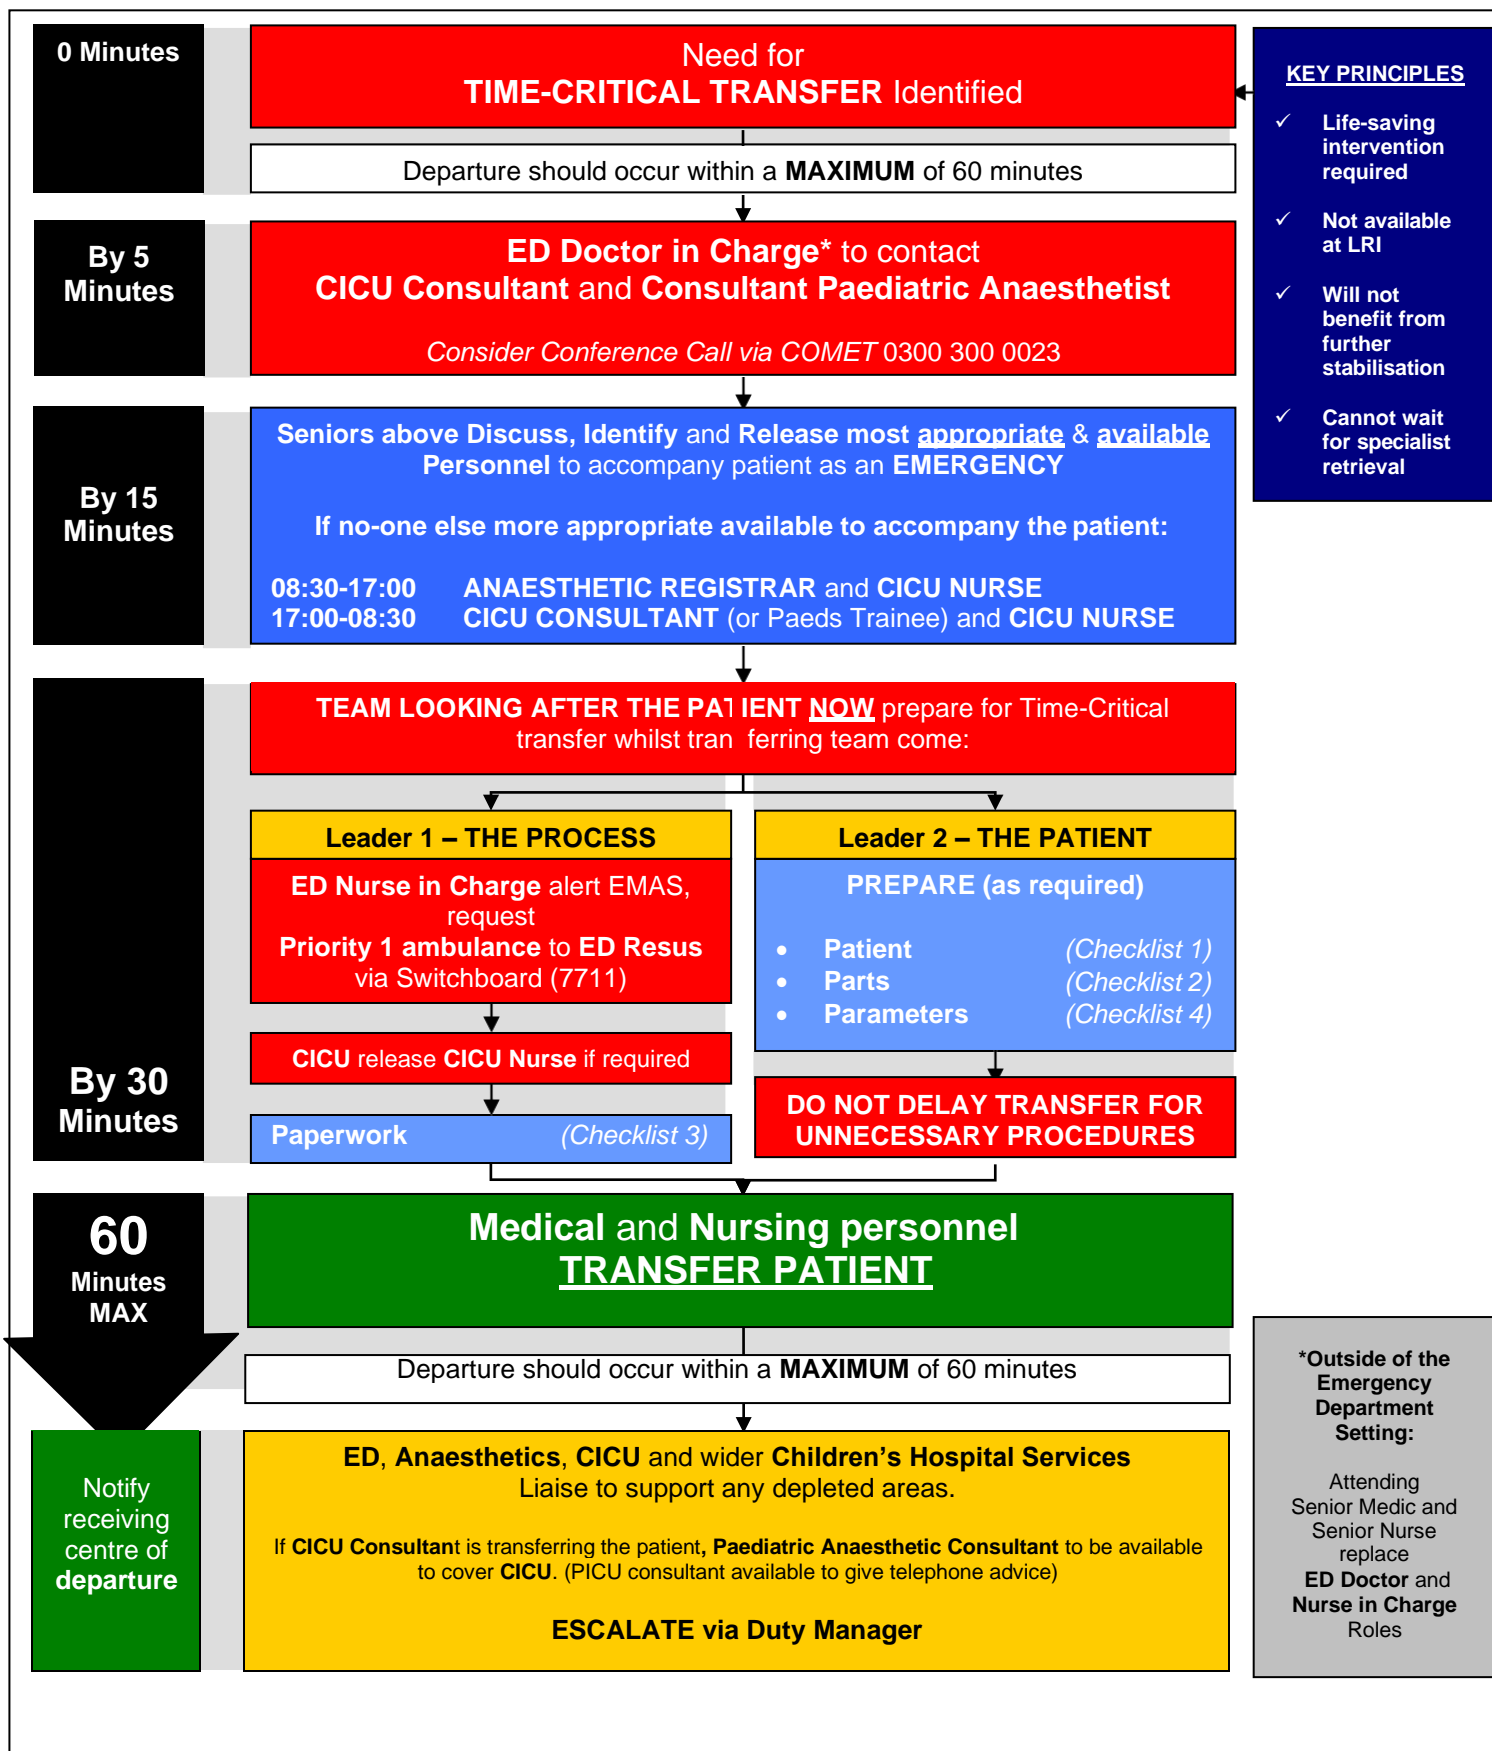 0 Minutes
Need for
TIME-CRITICAL TRANSFER Identified
Departure should occur within a MAXIMUM of 60 minutes
KEY PRINCIPLES
✓ Life-saving
intervention
required
✓ Not available
at LRI
✓ Will not
benefit from
further
stabilisation
✓ Cannot wait
for specialist
retrieval
By 5
Minutes
ED Doctor in Charge* to contact
CICU Consultant and Consultant Paediatric Anaesthetist
Consider Conference Call via COMET 0300 300 0023
By 15
Minutes
Seniors above Discuss, Identify and Release most appropriate & available
Personnel to accompany patient as an EMERGENCY
If no-one else more appropriate available to accompany the patient:
08:30-17:00 ANAESTHETIC REGISTRAR and CICU NURSE
17:00-08:30 CICU CONSULTANT (or Paeds Trainee) and CICU NURSE
By 30
Minutes
TEAM LOOKING AFTER THE PATIENT NOW prepare for Time-Critical
transfer whilst transferring team come:
Leader 1 – THE PROCESS
ED Nurse in Charge alert EMAS,
request
Priority 1 ambulance to ED Resus
via Switchboard (7711)
CICU release CICU Nurse if required
Paperwork (Checklist 3)
Leader 2 – THE PATIENT
PREPARE (as required)
• Patient (Checklist 1)
• Parts (Checklist 2)
• Parameters (Checklist 4)
DO NOT DELAY TRANSFER FOR
UNNECESSARY PROCEDURES
60
Minutes
MAX
Medical and Nursing personnel
TRANSFER PATIENT
Departure should occur within a MAXIMUM of 60 minutes
Notify
receiving
centre of
departure
ED, Anaesthetics, CICU and wider Children's Hospital Services
Liaise to support any depleted areas.
If CICU Consultant is transferring the patient, Paediatric Anaesthetic Consultant to be available
to cover CICU. (PICU consultant available to give telephone advice)
ESCALATE via Duty Manager
*Outside of the
Emergency
Department
Setting:
Attending
Senior Medic and
Senior Nurse
replace
ED Doctor and
Nurse in Charge
Roles